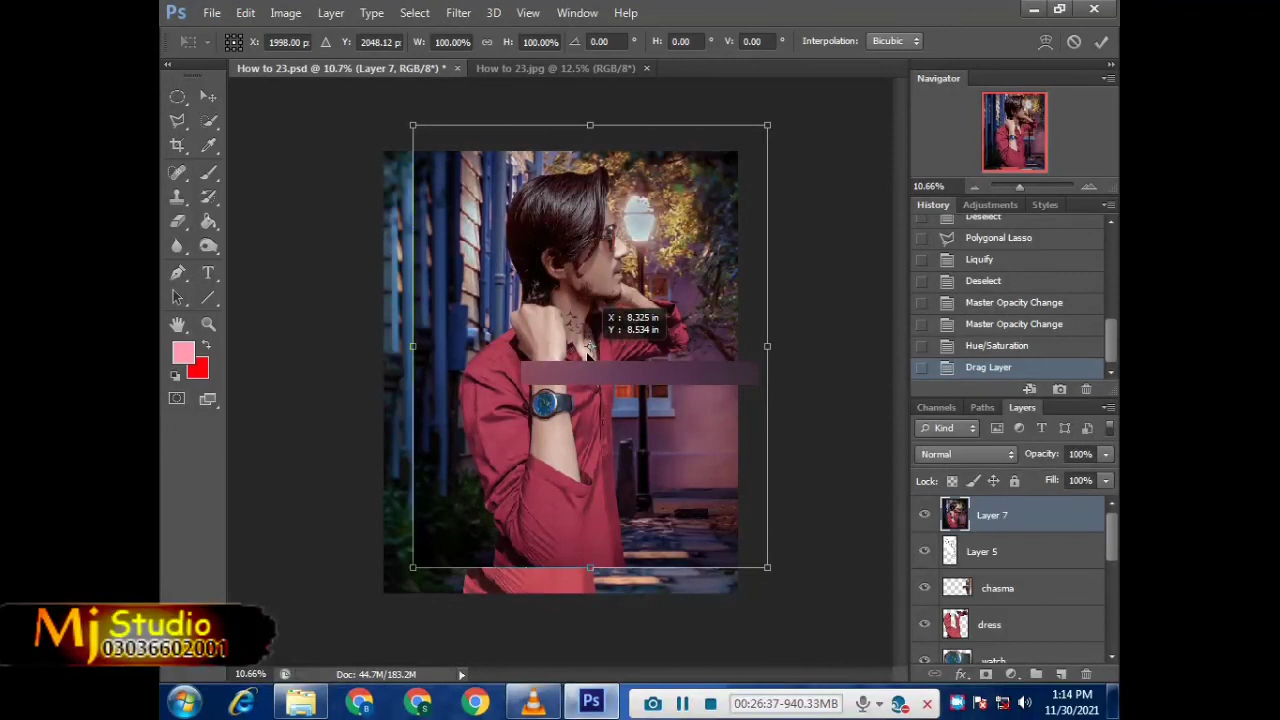 Ps File Edit Image Layer Type Select Filter 3D View Window Help
X: 1998.00 p Y: 2048.12 p W: 100.00% H: 100.00% 0.00 ° H: 0.00 ° V: 0.00 ° Interpolation: Bicubic
How to 23.psd @ 10.7% (Layer 7, RGB/8*) * × How to 23.jpg @ 12.5% (RGB/8*) ×
Navigator
10.66%
History Adjustments Styles
Deselect
Polygonal Lasso
Liquify
Deselect
Master Opacity Change
Master Opacity Change
Hue/Saturation
Drag Layer
X : 8.325 in
Y : 8.534 in
Channels Paths Layers
Kind
Normal Opacity: 100%
Lock: Fill: 100%
Layer 7
Layer 5
chasma
dress
watch
Mj Studio
03036602001
10.66% Doc: 44.7M/183.2M
fx
Ps 00:26:37-940.33MB 1:14 PM
11/30/2021